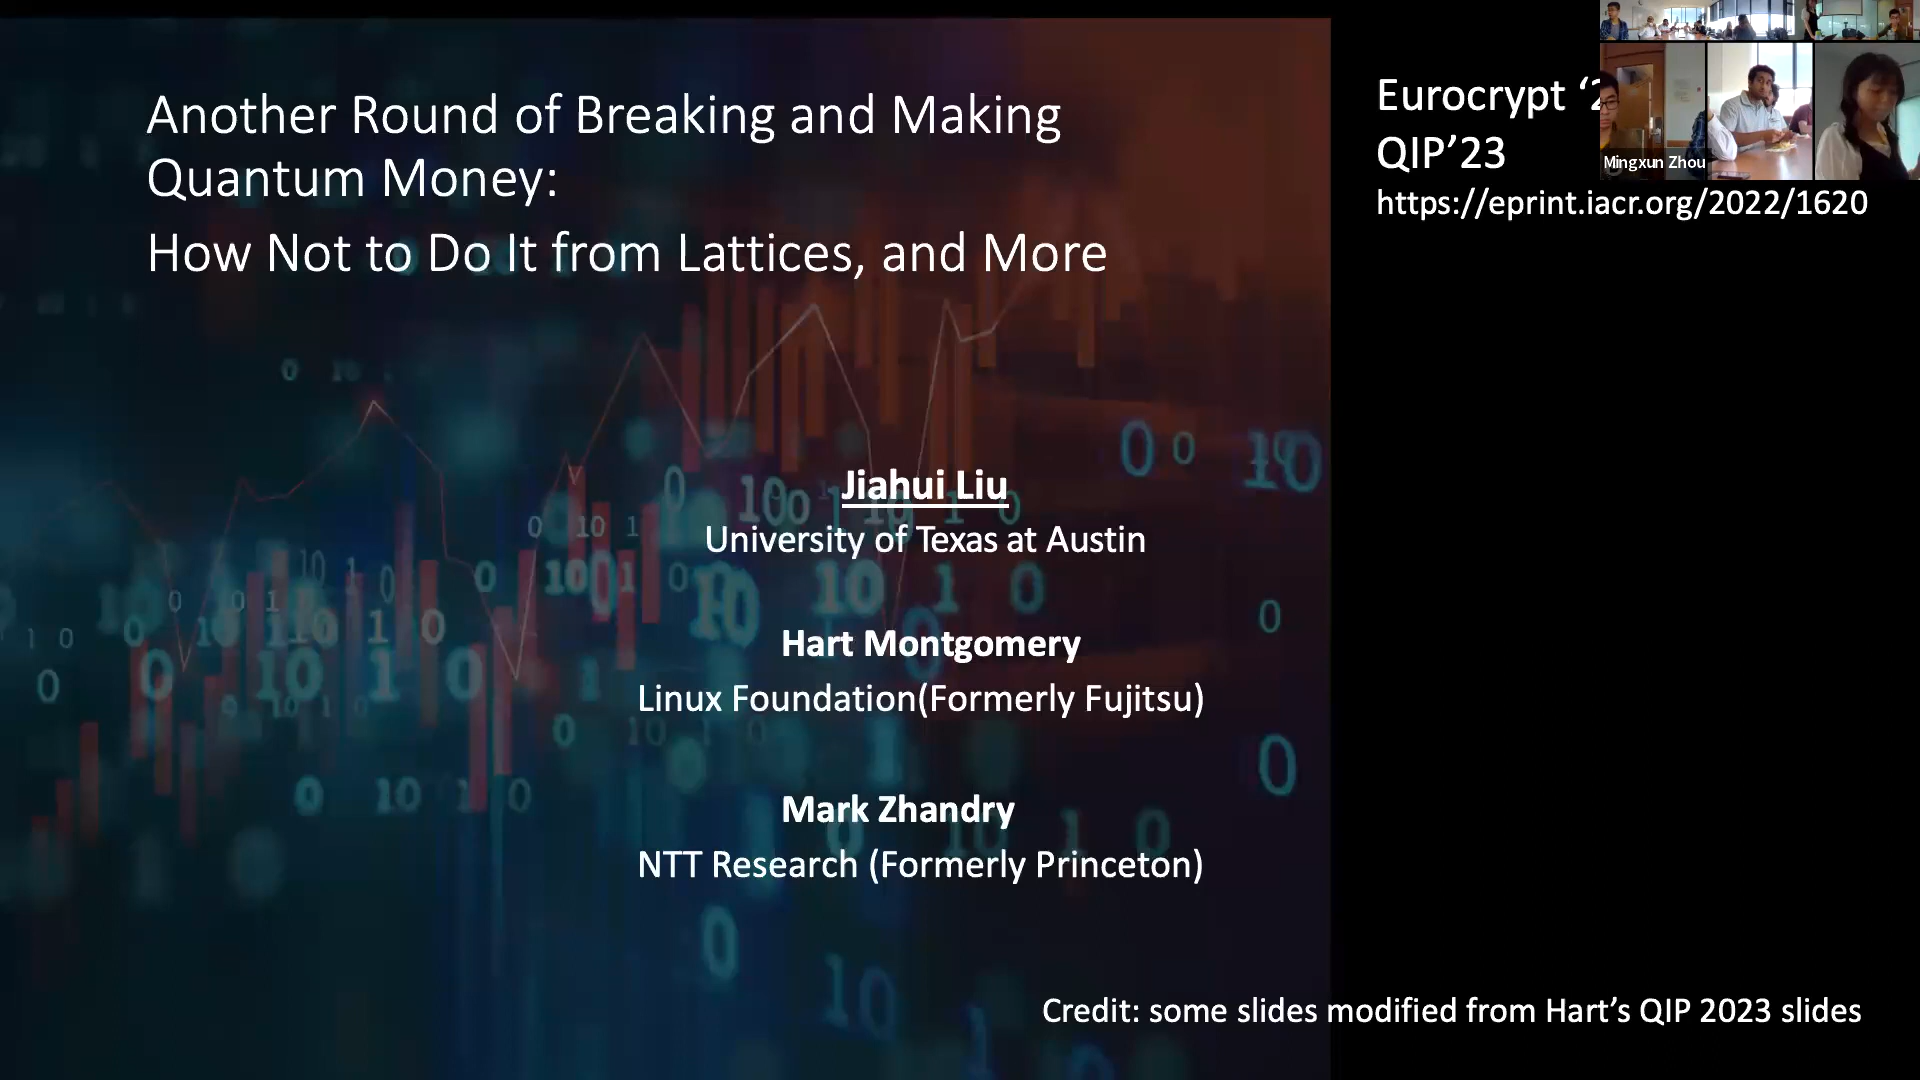 Another Round of Breaking and Making
Quantum Money:
How Not to Do It from Lattices, and More
Eurocrypt
QIP’23
https://eprint.iacr.org/2022/1620
Mingxun Zhou
Jiahui Liu
University of Texas at Austin
Hart Montgomery
Linux Foundation(Formerly Fujitsu)
Mark Zhandry
NTT Research (Formerly Princeton)
Credit: some slides modified from Hart’s QIP 2023 slides